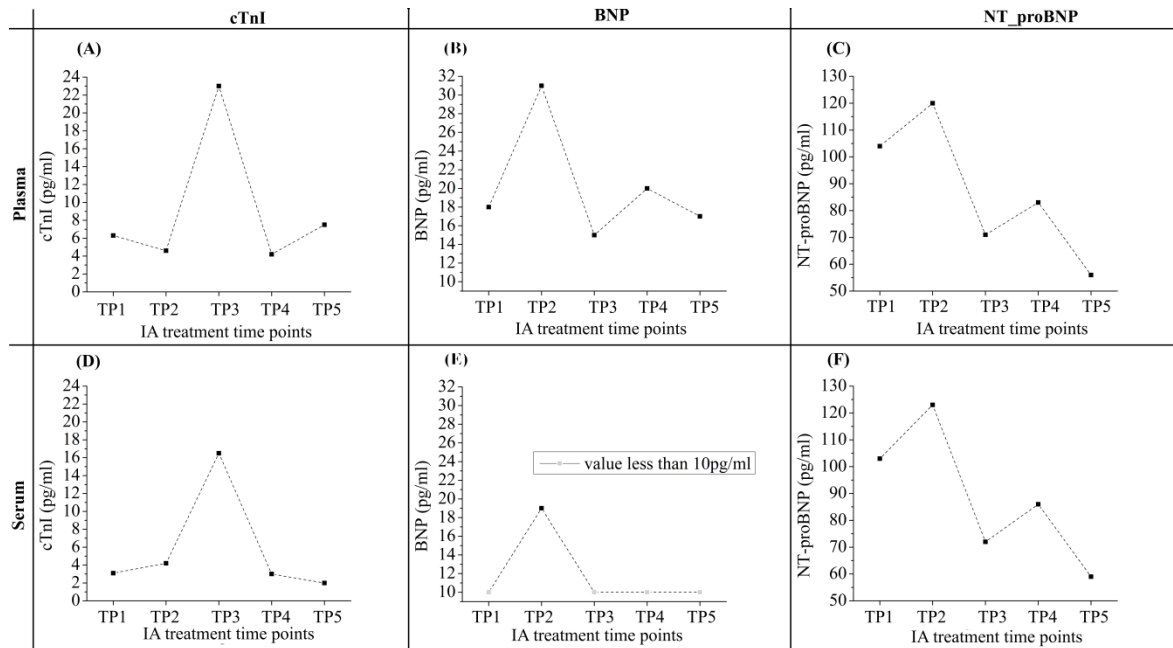 cTnI BNP NT_proBNP
Plasma
(A)
cTnI (pg/ml)
24
22
20
18
16
14
12
10
8
6
4
2
0
TP1 TP2 TP3 TP4 TP5
IA treatment time points
(B)
BNP (pg/ml)
32
30
28
26
24
22
20
18
16
14
12
10
TP1 TP2 TP3 TP4 TP5
IA treatment time points
(C)
NT-proBNP (pg/ml)
130
120
110
100
90
80
70
60
50
TP1 TP2 TP3 TP4 TP5
IA treatment time points
Serum
(D)
cTnI (pg/ml)
24
22
20
18
16
14
12
10
8
6
4
2
0
TP1 TP2 TP3 TP4 TP5
IA treatment time points
(E)
BNP (pg/ml)
32
30
28
26
24
22
20
18
16
14
12
10
value less than 10pg/ml
TP1 TP2 TP3 TP4 TP5
IA treatment time points
(F)
NT-proBNP (pg/ml)
130
120
110
100
90
80
70
60
50
TP1 TP2 TP3 TP4 TP5
IA treatment time points